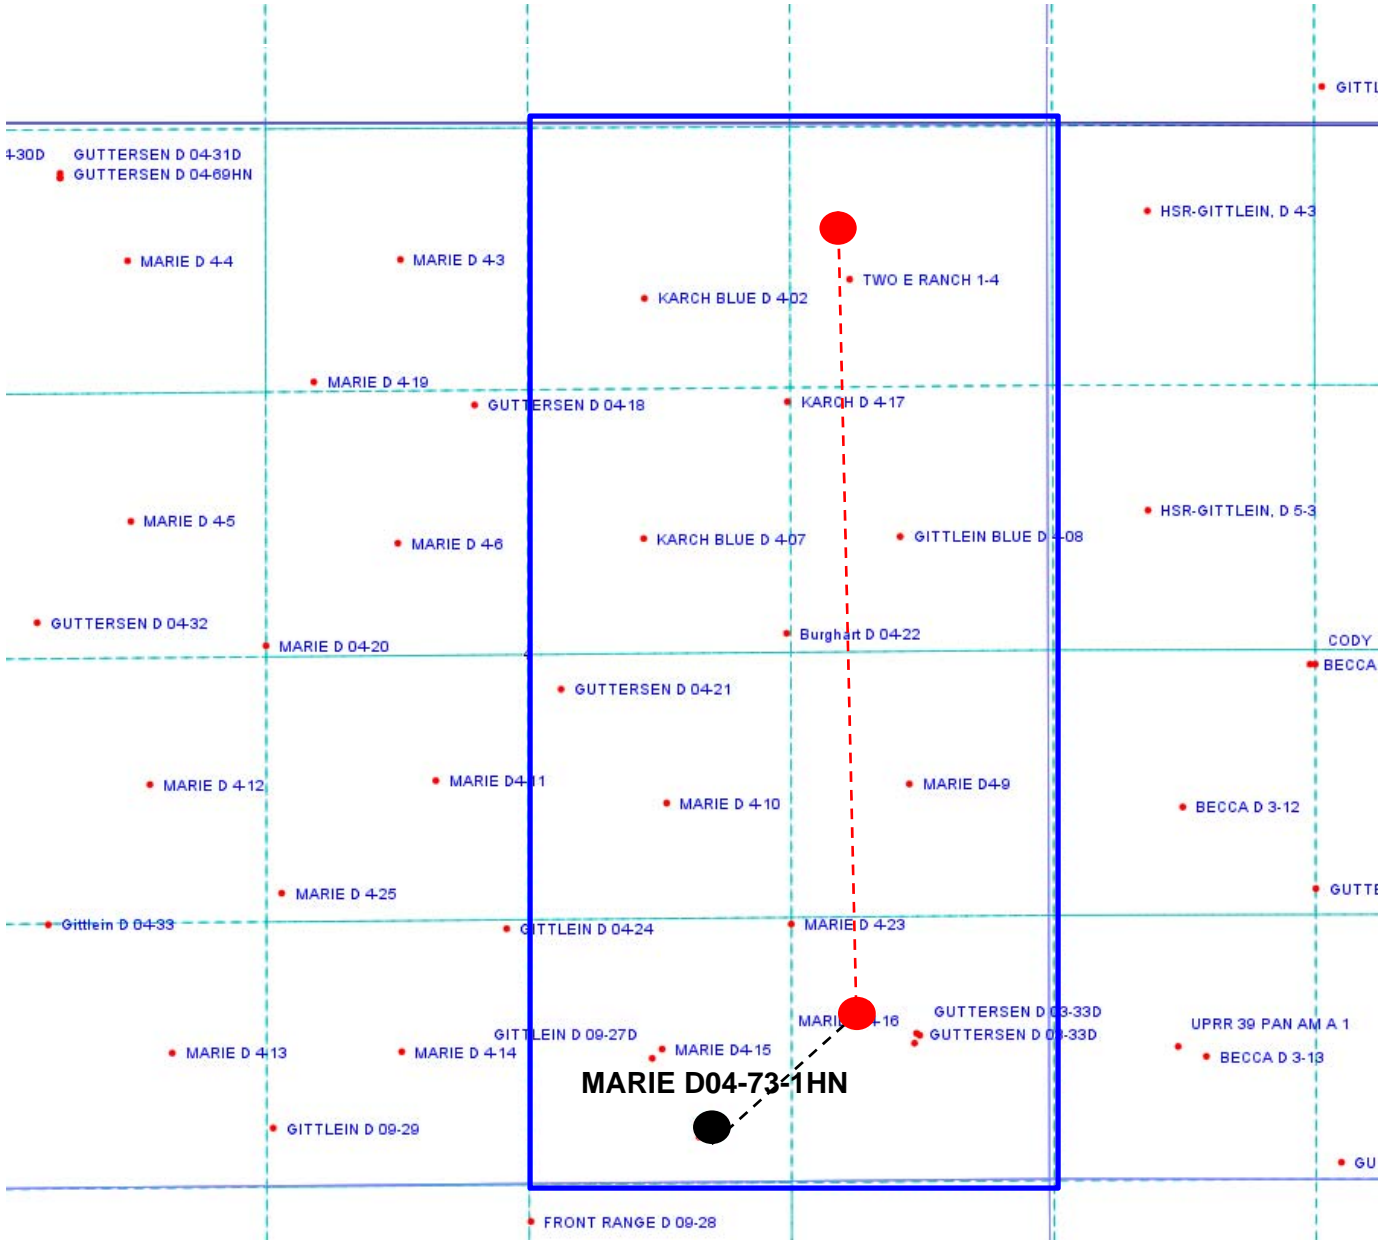 GITTL
4-30D
GUTTERSEN D 04-31D
GUTTERSEN D 04-69HN
HSR-GITTLEIN, D 4-3
MARIE D 4-4
MARIE D 4-3
TWO E RANCH 1-4
KARCH BLUE D 4-02
MARIE D 4-19
GUTTERSEN D 04-18
KARCH D 4-17
MARIE D 4-5
HSR-GITTLEIN, D 5-3
MARIE D 4-6
KARCH BLUE D 4-07
GITTLEIN BLUE D 4-08
GUTTERSEN D 04-32
MARIE D 04-20
Burghart D 04-22
CODY
4
BECCA
GUTTERSEN D 04-21
MARIE D 4-12
MARIE D4-11
MARIE D 4-10
MARIE D4-9
BECCA D 3-12
MARIE D 4-25
GUTTE
Gittlein D 04-33
GITTLEIN D 04-24
MARIE D 4-23
GUTTERSEN D 03-33D
MARIE 4-16
UPRR 39 PAN AM A 1
GITTLEIN D 09-27D
GUTTERSEN D 03-33D
MARIE D 4-13
MARIE D 4-14
MARIE D4-15
BECCA D 3-13
MARIE D04-73-1HN
GITTLEIN D 09-29
GU
FRONT RANGE D 09-28